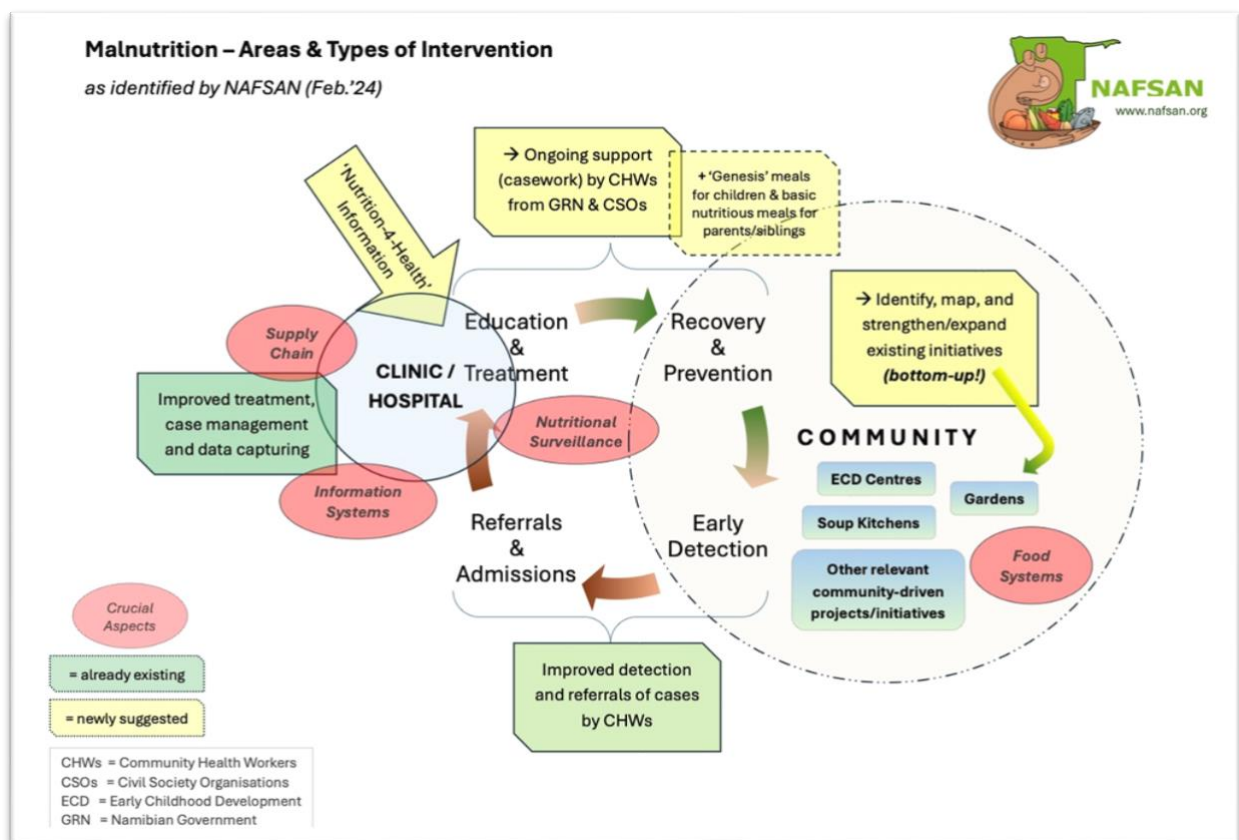 Malnutrition – Areas & Types of Intervention
as identified by NAFSAN (Feb.'24)
NAFSAN
www.nafsan.org
'Nutrition-4-Health'
Information
→ Ongoing support
(casework) by CHWs
from GRN & CSOs
+ 'Genesis' meals
for children & basic
nutritious meals for
parents/siblings
→ Identify, map, and
strengthen/expand
existing initiatives
(bottom-up!)
Supply
Chain
CLINIC /
HOSPITAL
Education
&
Treatment
Recovery
&
Prevention
Improved treatment,
case management
and data capturing
Nutritional
Surveillance
Information
Systems
COMMUNITY
ECD Centres
Gardens
Soup Kitchens
Other relevant
community-driven
projects/initiatives
Food
Systems
Referrals
&
Admissions
Early
Detection
Improved detection
and referrals of cases
by CHWs
Crucial
Aspects
= already existing
= newly suggested
CHWs = Community Health Workers
CSOs = Civil Society Organisations
ECD = Early Childhood Development
GRN = Namibian Government